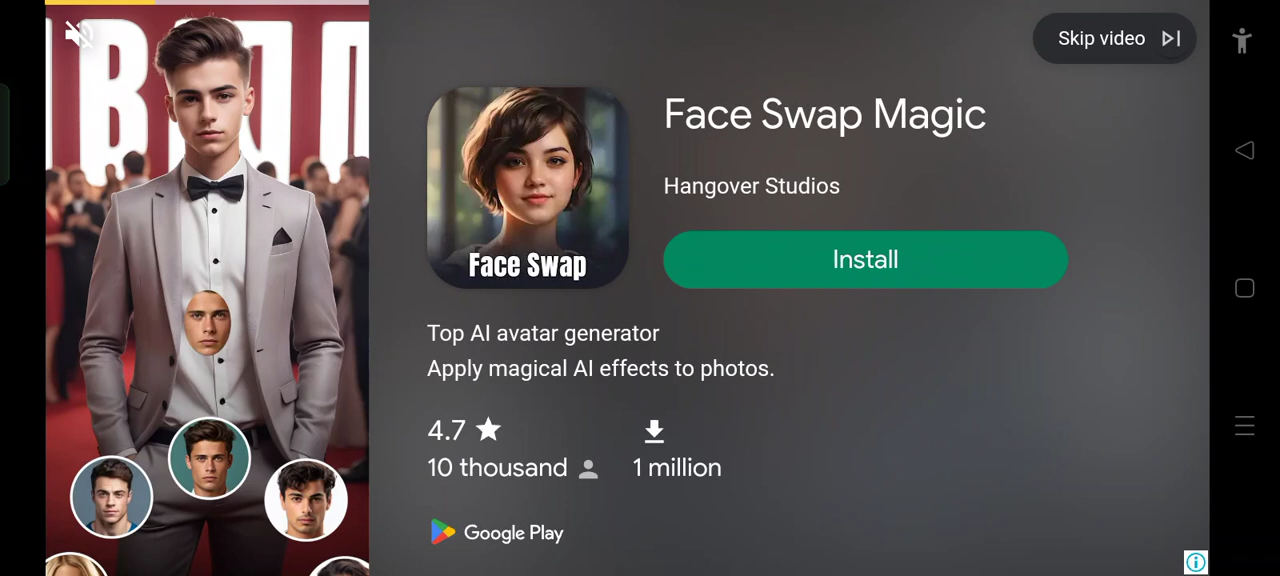 Skip video
Face Swap Magic
Hangover Studios
Face Swap
Install
Top AI avatar generator
Apply magical AI effects to photos.
4.7
10 thousand
1 million
Google Play